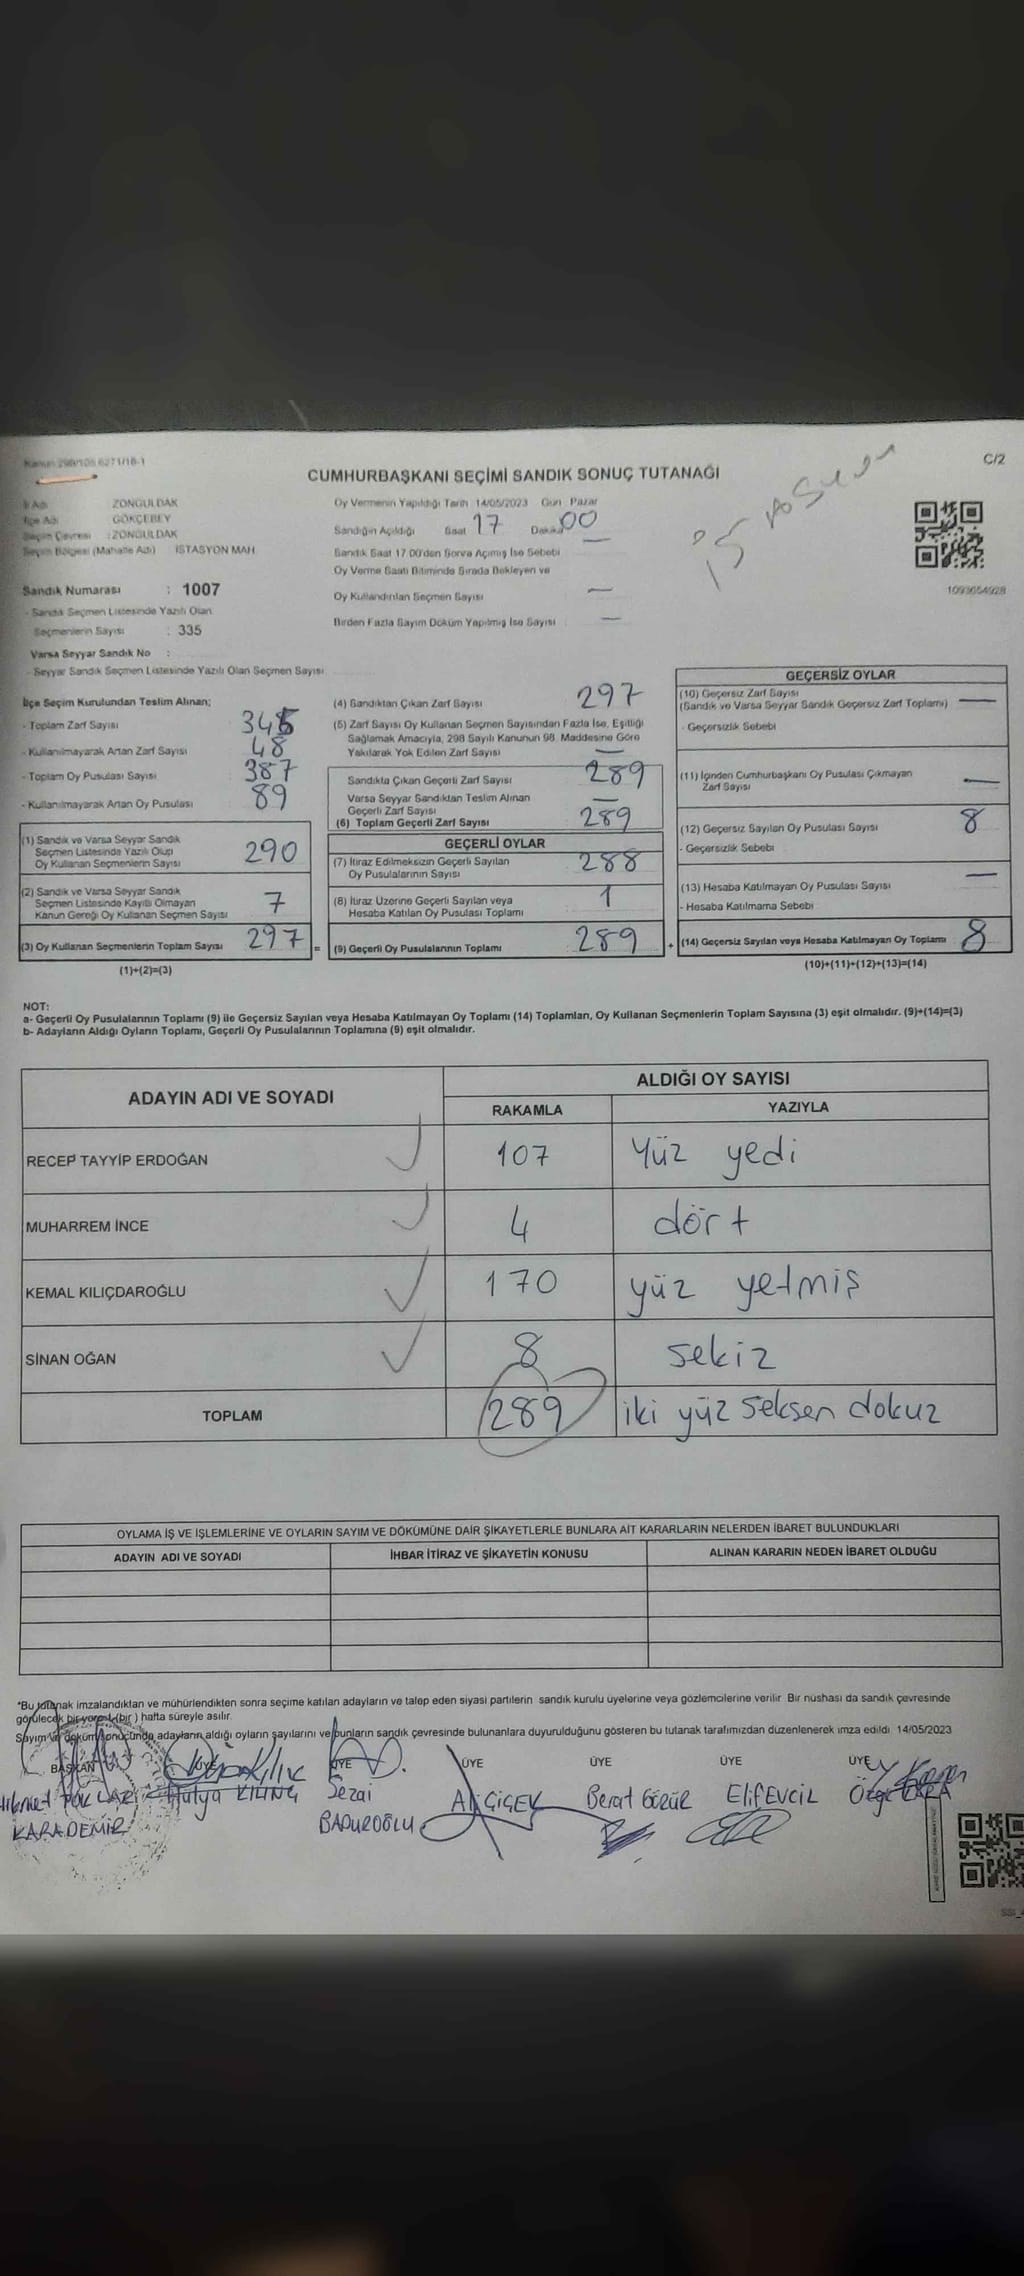 Kanun 298/105 6271/16-1
C/2
CUMHURBAŞKANI SEÇİMİ SANDIK SONUÇ TUTANAĞI
İl Adı ZONGULDAK
İlçe Adı GÖKÇEBEY
Seçim Çevresi : ZONGULDAK
Seçim Bölgesi (Mahalle Adı) İSTASYON MAH
Sandık Numarası : 1007
- Sandık Seçmen Listesinde Yazılı Olan
Seçmenlerin Sayısı : 335
Varsa Seyyar Sandık No :
- Seyyar Sandık Seçmen Listesinde Yazılı Olan Seçmen Sayısı
Oy Vermenin Yapıldığı Tarih 14/05/2023 Gün Pazar
Sandığın Açıldığı Saat 17 Dakika 00
Sandık Saat 17.00'den Sonra Açılmış İse Sebebi —
Oy Verme Saati Bitiminde Sırada Bekleyen ve
Oy Kullandırılan Seçmen Sayısı —
Birden Fazla Sayım Döküm Yapılmış İse Sayısı : —
1093654928
İlçe Seçim Kurulundan Teslim Alınan;
- Toplam Zarf Sayısı 345
- Kullanılmayarak Artan Zarf Sayısı 48
- Toplam Oy Pusulası Sayısı 387
- Kullanılmayarak Artan Oy Pusulası 89
(1) Sandık ve Varsa Seyyar Sandık
Seçmen Listesinde Yazılı Olup
Oy Kullanan Seçmenlerin Sayısı 290
(2) Sandık ve Varsa Seyyar Sandık
Seçmen Listesinde Kayıtlı Olmayan
Kanun Gereği Oy Kullanan Seçmen Sayısı 7
(3) Oy Kullanan Seçmenlerin Toplam Sayısı 297 =
(1)+(2)=(3)
(4) Sandıktan Çıkan Zarf Sayısı 297
(5) Zarf Sayısı Oy Kullanan Seçmen Sayısından Fazla İse, Eşitliği
Sağlamak Amacıyla, 298 Sayılı Kanunun 98. Maddesine Göre
Yakılarak Yok Edilen Zarf Sayısı —
Sandıkta Çıkan Geçerli Zarf Sayısı 289
Varsa Seyyar Sandıktan Teslim Alınan
Geçerli Zarf Sayısı —
(6) Toplam Geçerli Zarf Sayısı 289
GEÇERLİ OYLAR
(7) İtiraz Edilmeksizin Geçerli Sayılan
Oy Pusulalarının Sayısı 288
(8) İtiraz Üzerine Geçerli Sayılan veya
Hesaba Katılan Oy Pusulası Toplamı 1
(9) Geçerli Oy Pusulalarının Toplamı 289 +
GEÇERSİZ OYLAR
(10) Geçersiz Zarf Sayısı
(Sandık ve Varsa Seyyar Sandık Geçersiz Zarf Toplamı) —
- Geçersizlik Sebebi
(11) İçinden Cumhurbaşkanı Oy Pusulası Çıkmayan
Zarf Sayısı —
(12) Geçersiz Sayılan Oy Pusulası Sayısı 8
- Geçersizlik Sebebi
(13) Hesaba Katılmayan Oy Pusulası Sayısı —
- Hesaba Katılmama Sebebi
(14) Geçersiz Sayılan veya Hesaba Katılmayan Oy Toplamı 8
(10)+(11)+(12)+(13)=(14)
NOT:
a- Geçerli Oy Pusulalarının Toplamı (9) ile Geçersiz Sayılan veya Hesaba Katılmayan Oy Toplamı (14) Toplamları, Oy Kullanan Seçmenlerin Toplam Sayısına (3) eşit olmalıdır. (9)+(14)=(3)
b- Adayların Aldığı Oyların Toplamı, Geçerli Oy Pusulalarının Toplamına (9) eşit olmalıdır.
ADAYIN ADI VE SOYADI
ALDIĞI OY SAYISI
RAKAMLA YAZIYLA
RECEP TAYYİP ERDOĞAN 107 yüz yedi
MUHARREM İNCE 4 dört
KEMAL KILIÇDAROĞLU 170 yüz yetmiş
SİNAN OĞAN 8 sekiz
TOPLAM 289 iki yüz seksen dokuz
OYLAMA İŞ VE İŞLEMLERİNE VE OYLARIN SAYIM VE DÖKÜMÜNE DAİR ŞİKAYETLERLE BUNLARA AİT KARARLARIN NELERDEN İBARET BULUNDUKLARI
ADAYIN ADI VE SOYADI İHBAR İTİRAZ VE ŞİKAYETİN KONUSU ALINAN KARARIN NEDEN İBARET OLDUĞU
*Bu tutanak imzalandıktan ve mühürlendikten sonra seçime katılan adayların ve talep eden siyasi partilerin sandık kurulu üyelerine veya gözlemcilerine verilir. Bir nüshası da sandık çevresinde
görülecek bir yere 1 (bir) hafta süreyle asılır.
Sayım ve döküm sonucunda adayların aldığı oyların sayılarını ve bunların sandık çevresinde bulunanlara duyurulduğunu gösteren bu tutanak tarafımızdan düzenlenerek imza edildi. 14/05/2023
BAŞKAN ÜYE ÜYE ÜYE ÜYE ÜYE ÜYE
KARADEMİR
Hülya KILINÇ
Sezai
Ali ÇİÇEK
Berat GÖRÜR
Elif EVCİL
Özge KARA